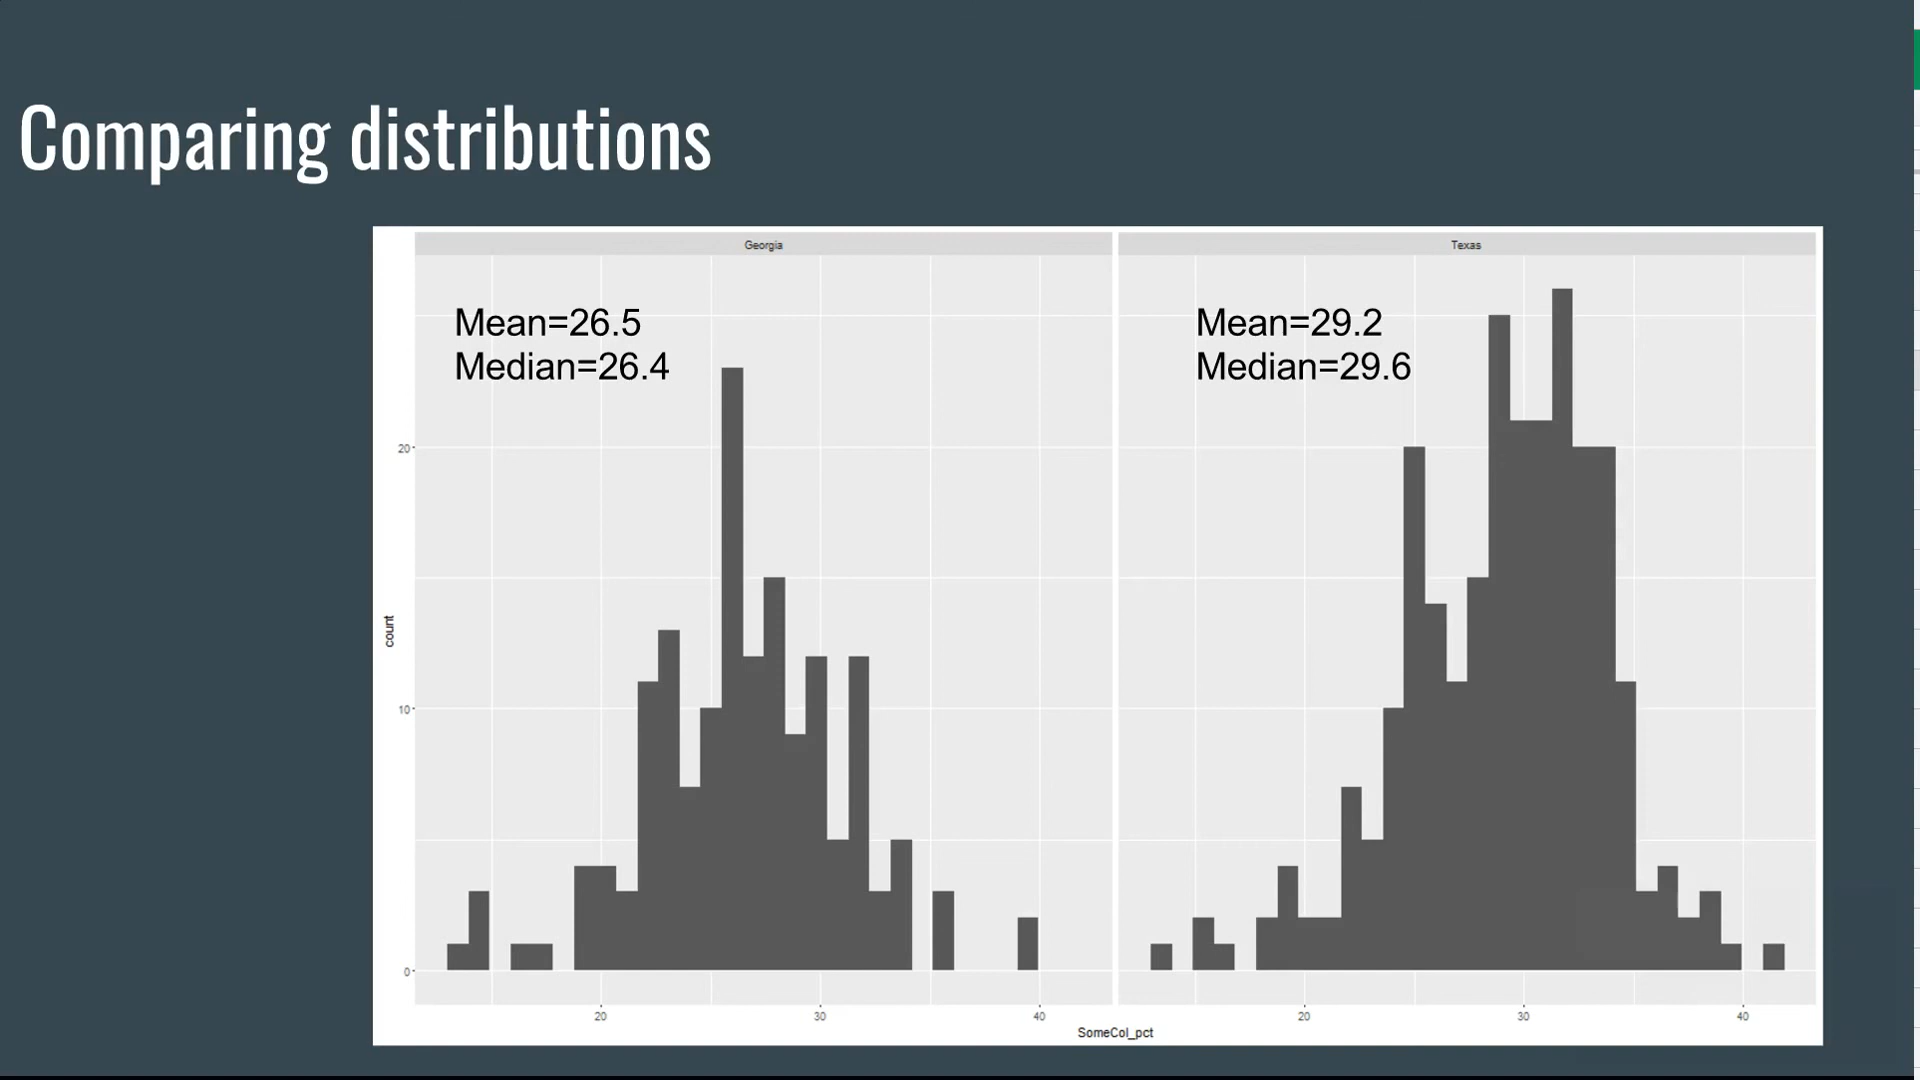 Comparing distributions
Georgia
Texas
Mean=26.5
Median=26.4
Mean=29.2
Median=29.6
20
10
0
count
20
30
40
20
30
40
SomeCol_pct